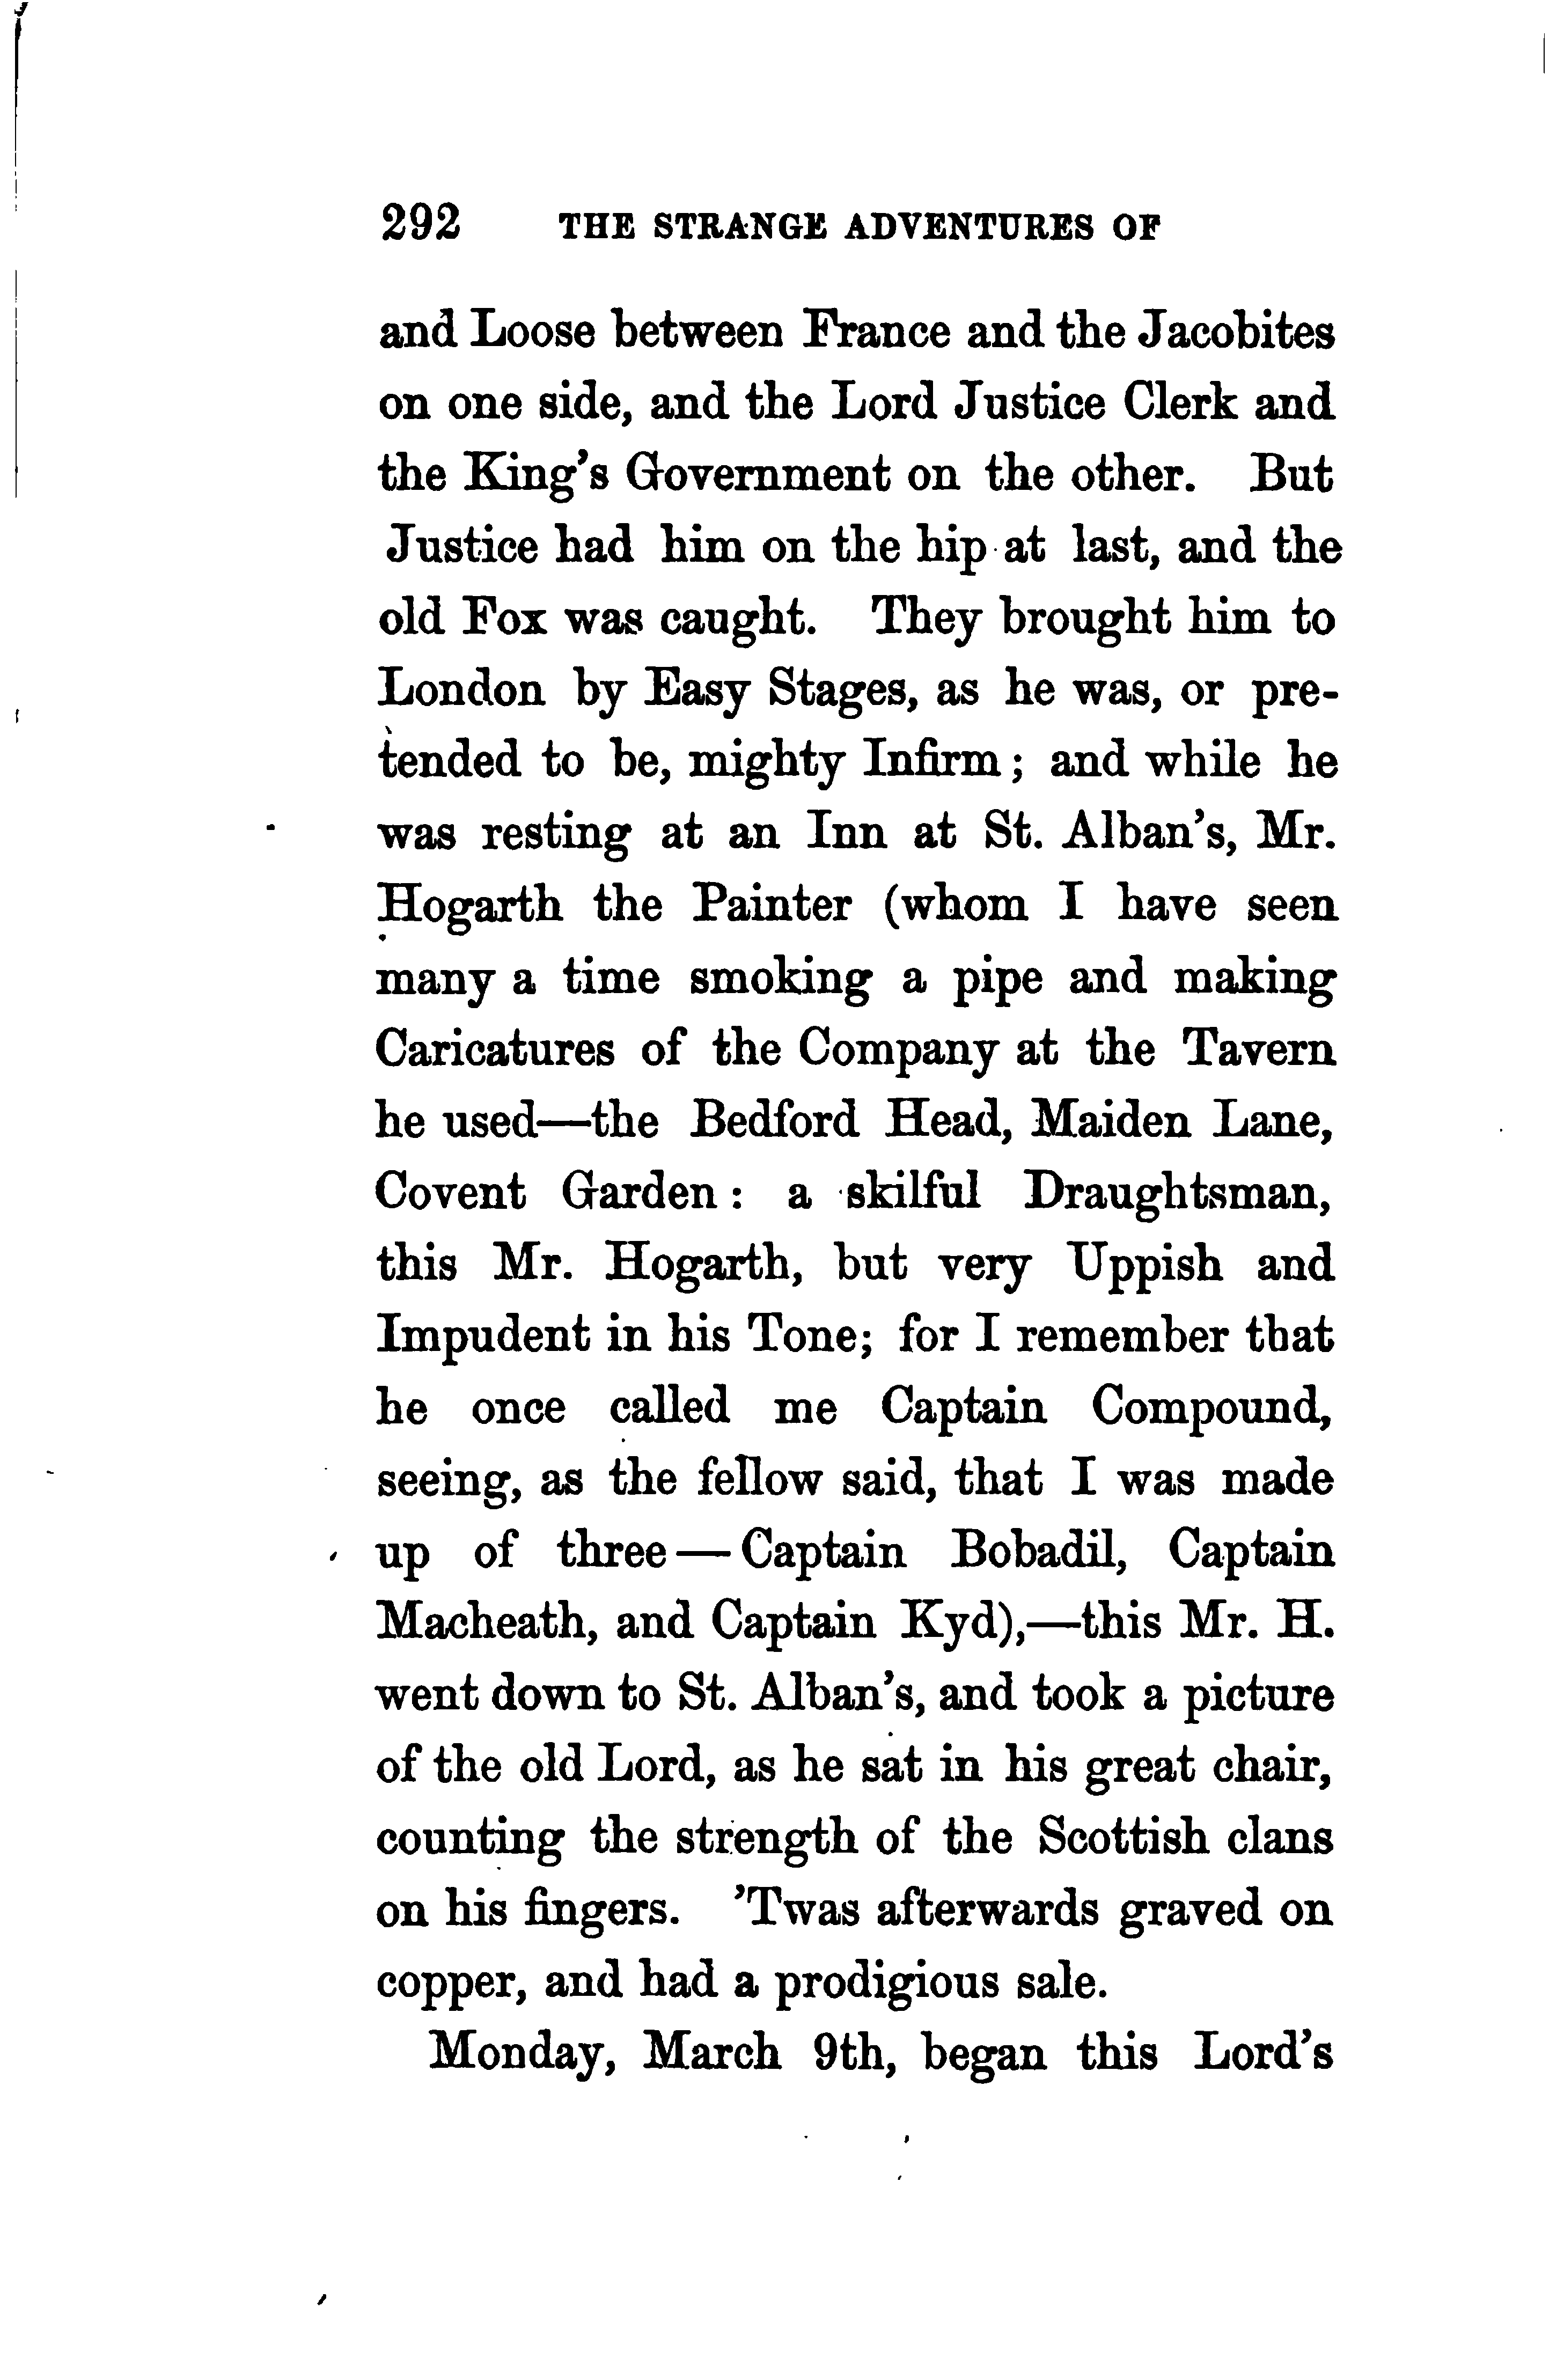 292 THE STRANGE ADVENTURES OF
and Loose between France and the Jacobites
on one side, and the Lord Justice Clerk and
the King's Government on the other. But
Justice had him on the hip at last, and the
old Fox was caught. They brought him to
London by Easy Stages, as he was, or pre-
tended to be, mighty Infirm; and while he
was resting at an Inn at St. Alban's, Mr.
Hogarth the Painter (whom I have seen
many a time smoking a pipe and making
Caricatures of the Company at the Tavern
he used—the Bedford Head, Maiden Lane,
Covent Garden: a skilful Draughtsman,
this Mr. Hogarth, but very Uppish and
Impudent in his Tone; for I remember that
he once called me Captain Compound,
seeing, as the fellow said, that I was made
up of three—Captain Bobadil, Captain
Macheath, and Captain Kyd),—this Mr. H.
went down to St. Alban's, and took a picture
of the old Lord, as he sat in his great chair,
counting the strength of the Scottish clans
on his fingers. 'Twas afterwards graved on
copper, and had a prodigious sale.
Monday, March 9th, began this Lord's